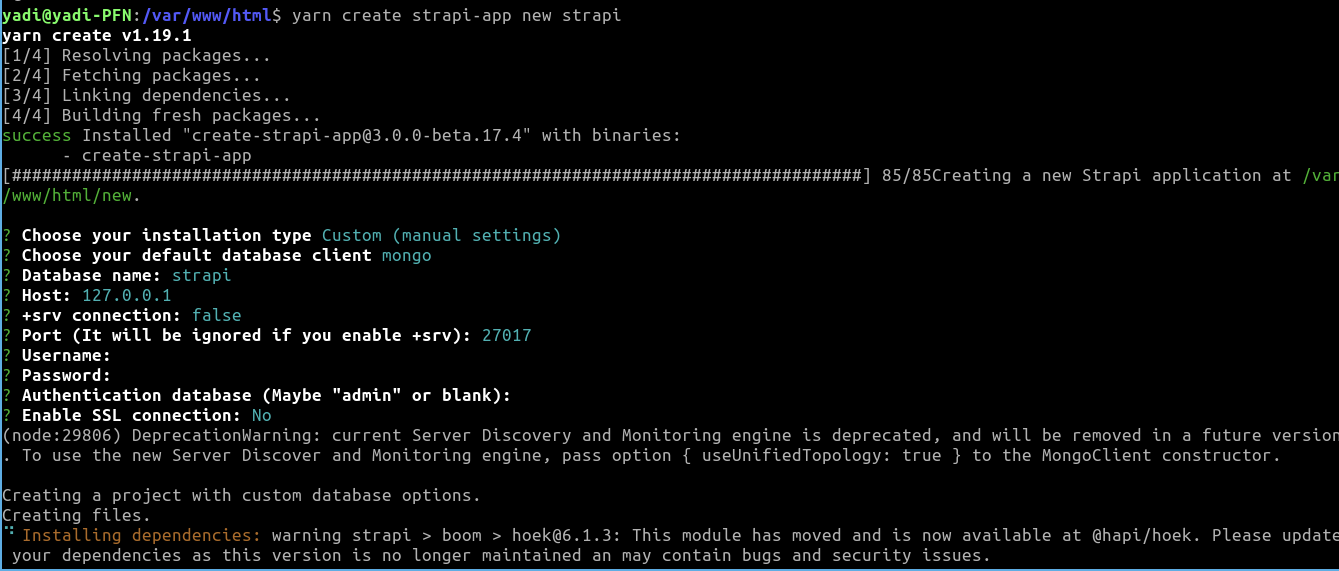 yadi@yadi-PFN:/var/www/html$ yarn create strapi-app new strapi
yarn create v1.19.1
[1/4] Resolving packages...
[2/4] Fetching packages...
[3/4] Linking dependencies...
[4/4] Building fresh packages...
success Installed "create-strapi-app@3.0.0-beta.17.4" with binaries:
      - create-strapi-app
[#####################################################################################] 85/85Creating a new Strapi application at /var
/www/html/new.
? Choose your installation type Custom (manual settings)
? Choose your default database client mongo
? Database name: strapi
? Host: 127.0.0.1
? +srv connection: false
? Port (It will be ignored if you enable +srv): 27017
? Username:
? Password:
? Authentication database (Maybe "admin" or blank):
? Enable SSL connection: No
(node:29806) DeprecationWarning: current Server Discovery and Monitoring engine is deprecated, and will be removed in a future version
. To use the new Server Discover and Monitoring engine, pass option { useUnifiedTopology: true } to the MongoClient constructor.
Creating a project with custom database options.
Creating files.
⠙ Installing dependencies: warning strapi > boom > hoek@6.1.3: This module has moved and is now available at @hapi/hoek. Please update
 your dependencies as this version is no longer maintained an may contain bugs and security issues.